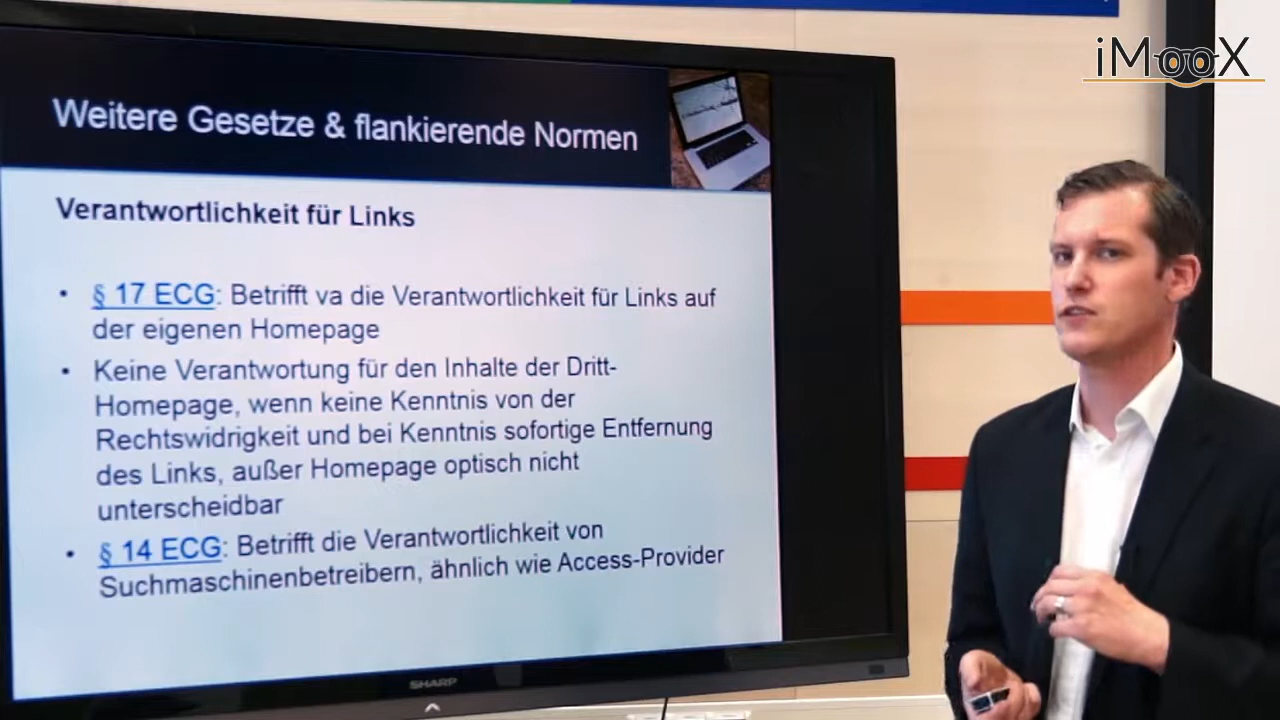 iMooX
Weitere Gesetze & flankierende Normen
Verantwortlichkeit für Links
• § 17 ECG: Betrifft va die Verantwortlichkeit für Links auf
der eigenen Homepage
• Keine Verantwortung für den Inhalte der Dritt-
Homepage, wenn keine Kenntnis von der
Rechtswidrigkeit und bei Kenntnis sofortige Entfernung
des Links, außer Homepage optisch nicht
unterscheidbar
• § 14 ECG: Betrifft die Verantwortlichkeit von
Suchmaschinenbetreibern, ähnlich wie Access-Provider
SHARP